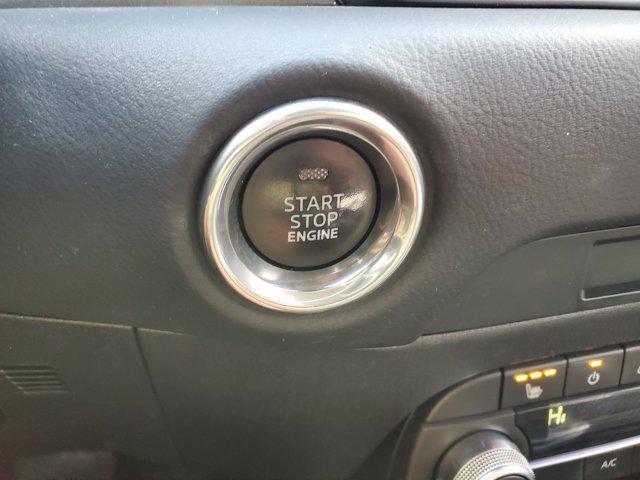 START
STOP
ENGINE
Hi
A/C